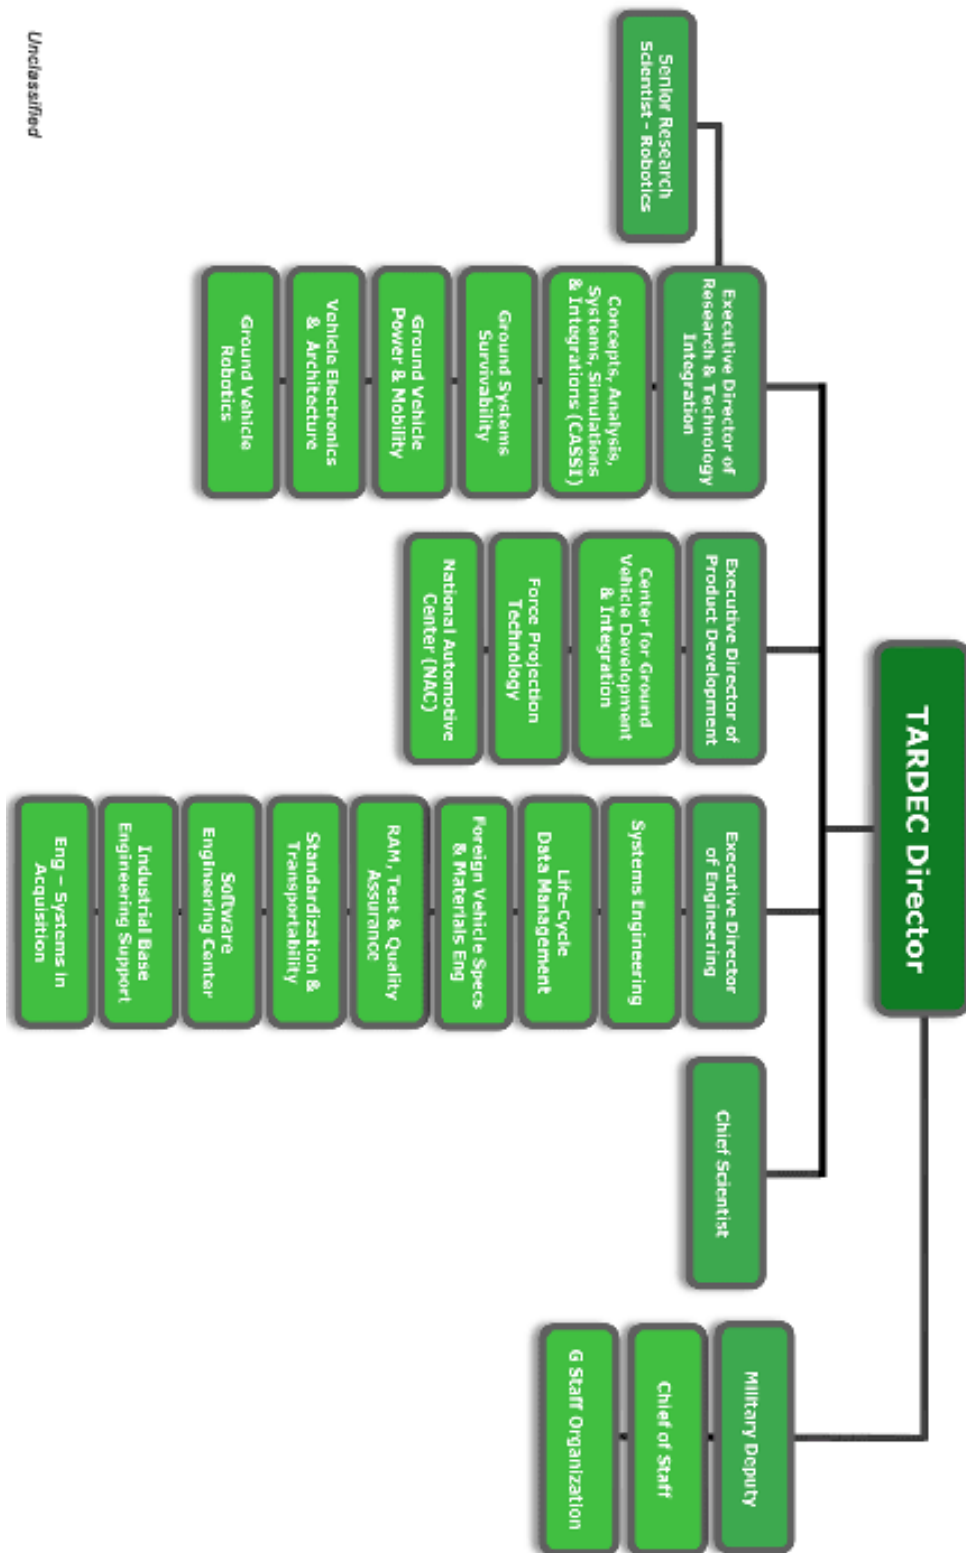 TARDEC Director
Senior Research
Scientist - Robotics
Executive Director of
Research & Technology
Integration
Concepts, Analysis,
Systems, Simulations
& Integrations (CASSI)
Ground Systems
Survivability
Ground Vehicle
Power & Mobility
Vehicle Electronics
& Architecture
Ground Vehicle
Robotics
Executive Director of
Product Development
Center for Ground
Vehicle Development
& Integration
Force Projection
Technology
National Automotive
Center (NAC)
Executive Director
of Engineering
Systems Engineering
Life-Cycle
Data Management
Foreign Vehicle Specs
& Materials Eng
RAM, Test & Quality
Assurance
Standardization &
Transportability
Software
Engineering Center
Industrial Base
Engineering Support
Eng – Systems in
Acquisition
Chief Scientist
Military Deputy
Chief of Staff
G Staff Organization
Unclassified